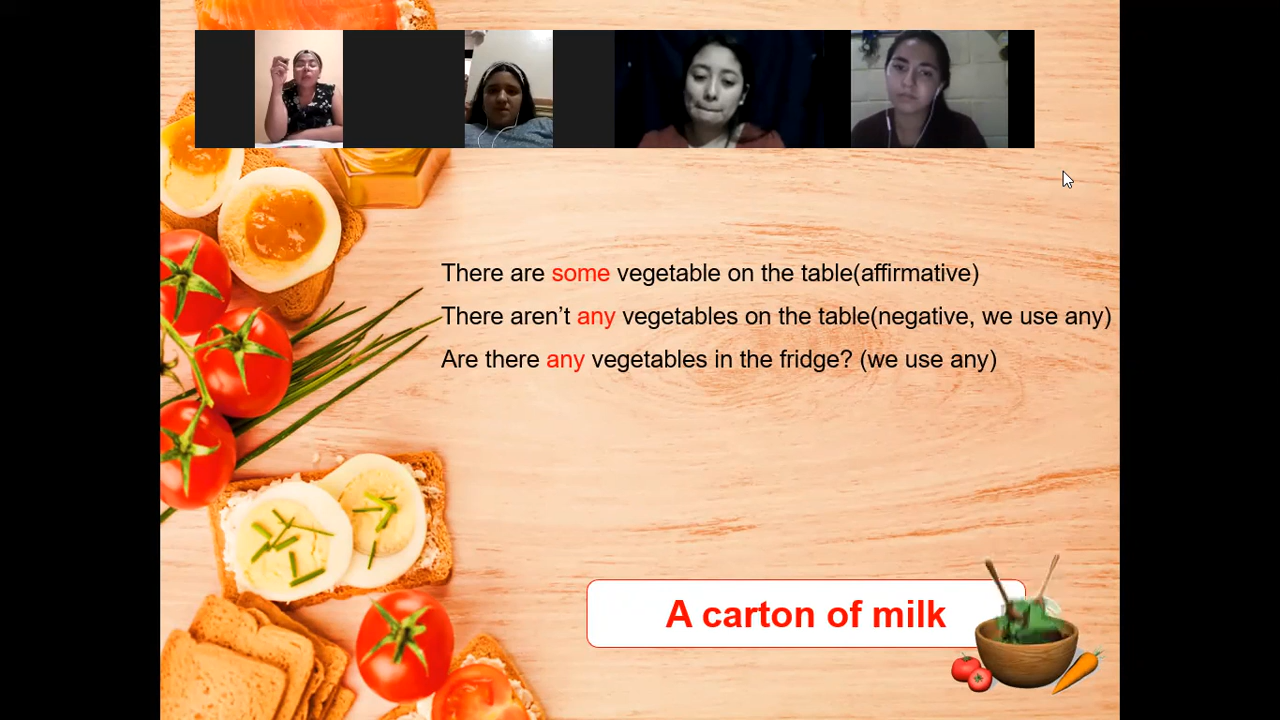 There are some vegetable on the table(affirmative)
There aren’t any vegetables on the table(negative, we use any)
Are there any vegetables in the fridge? (we use any)
A carton of milk